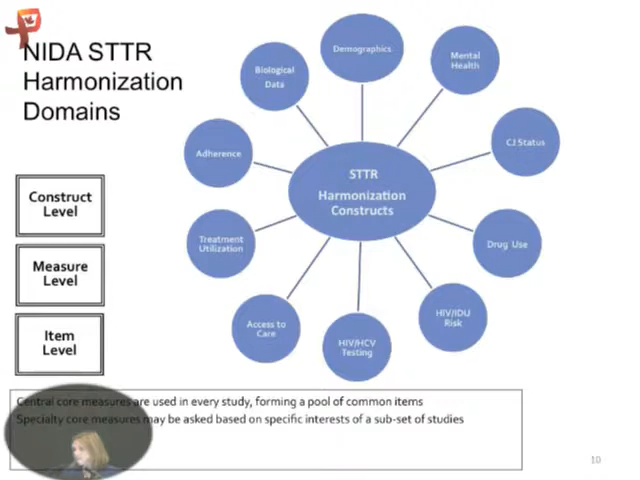 NIDA STTR
Harmonization
Domains
Construct
Level
Measure
Level
Item
Level
Demographics
Mental
Health
CJ Status
Drug Use
HIV/IDU
Risk
HIV/HCV
Testing
Access to
Care
Treatment
Utilization
Adherence
Biological
Data
STTR
Harmonization
Constructs
Central core measures are used in every study, forming a pool of common items
Specialty core measures may be asked based on specific interests of a sub-set of studies
10